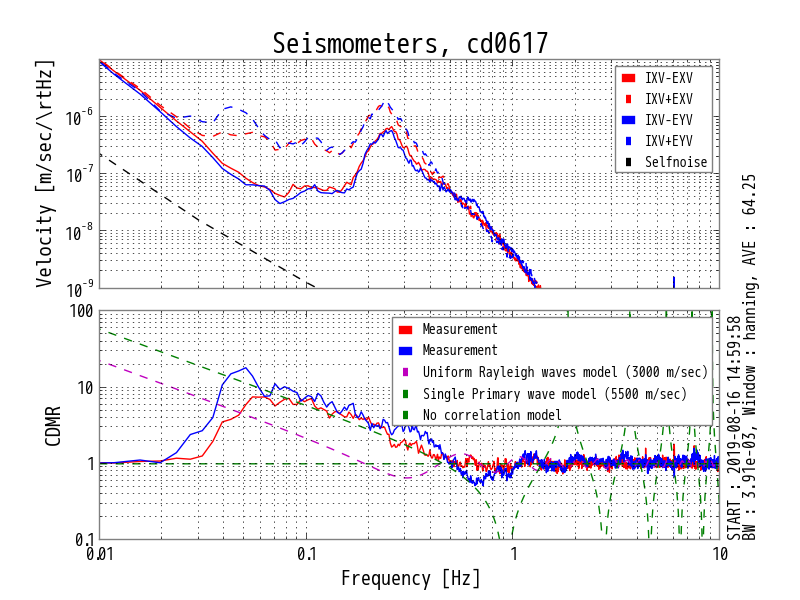 Seismometers, cd0617
Velocity [m/sec/\rtHz]
10^-6
10^-7
10^-8
10^-9
IXV-EXV
IXV+EXV
IXV-EYV
IXV+EYV
Selfnoise
CDMR
100
10
1
0.1
Measurement
Measurement
Uniform Rayleigh waves model (3000 m/sec)
Single Primary wave model (5500 m/sec)
No correlation model
0.01
0.1
1
10
Frequency [Hz]
START : 2019-08-16 14:59:58
BW : 3.91e-03, Window : hanning, AVE : 64.25